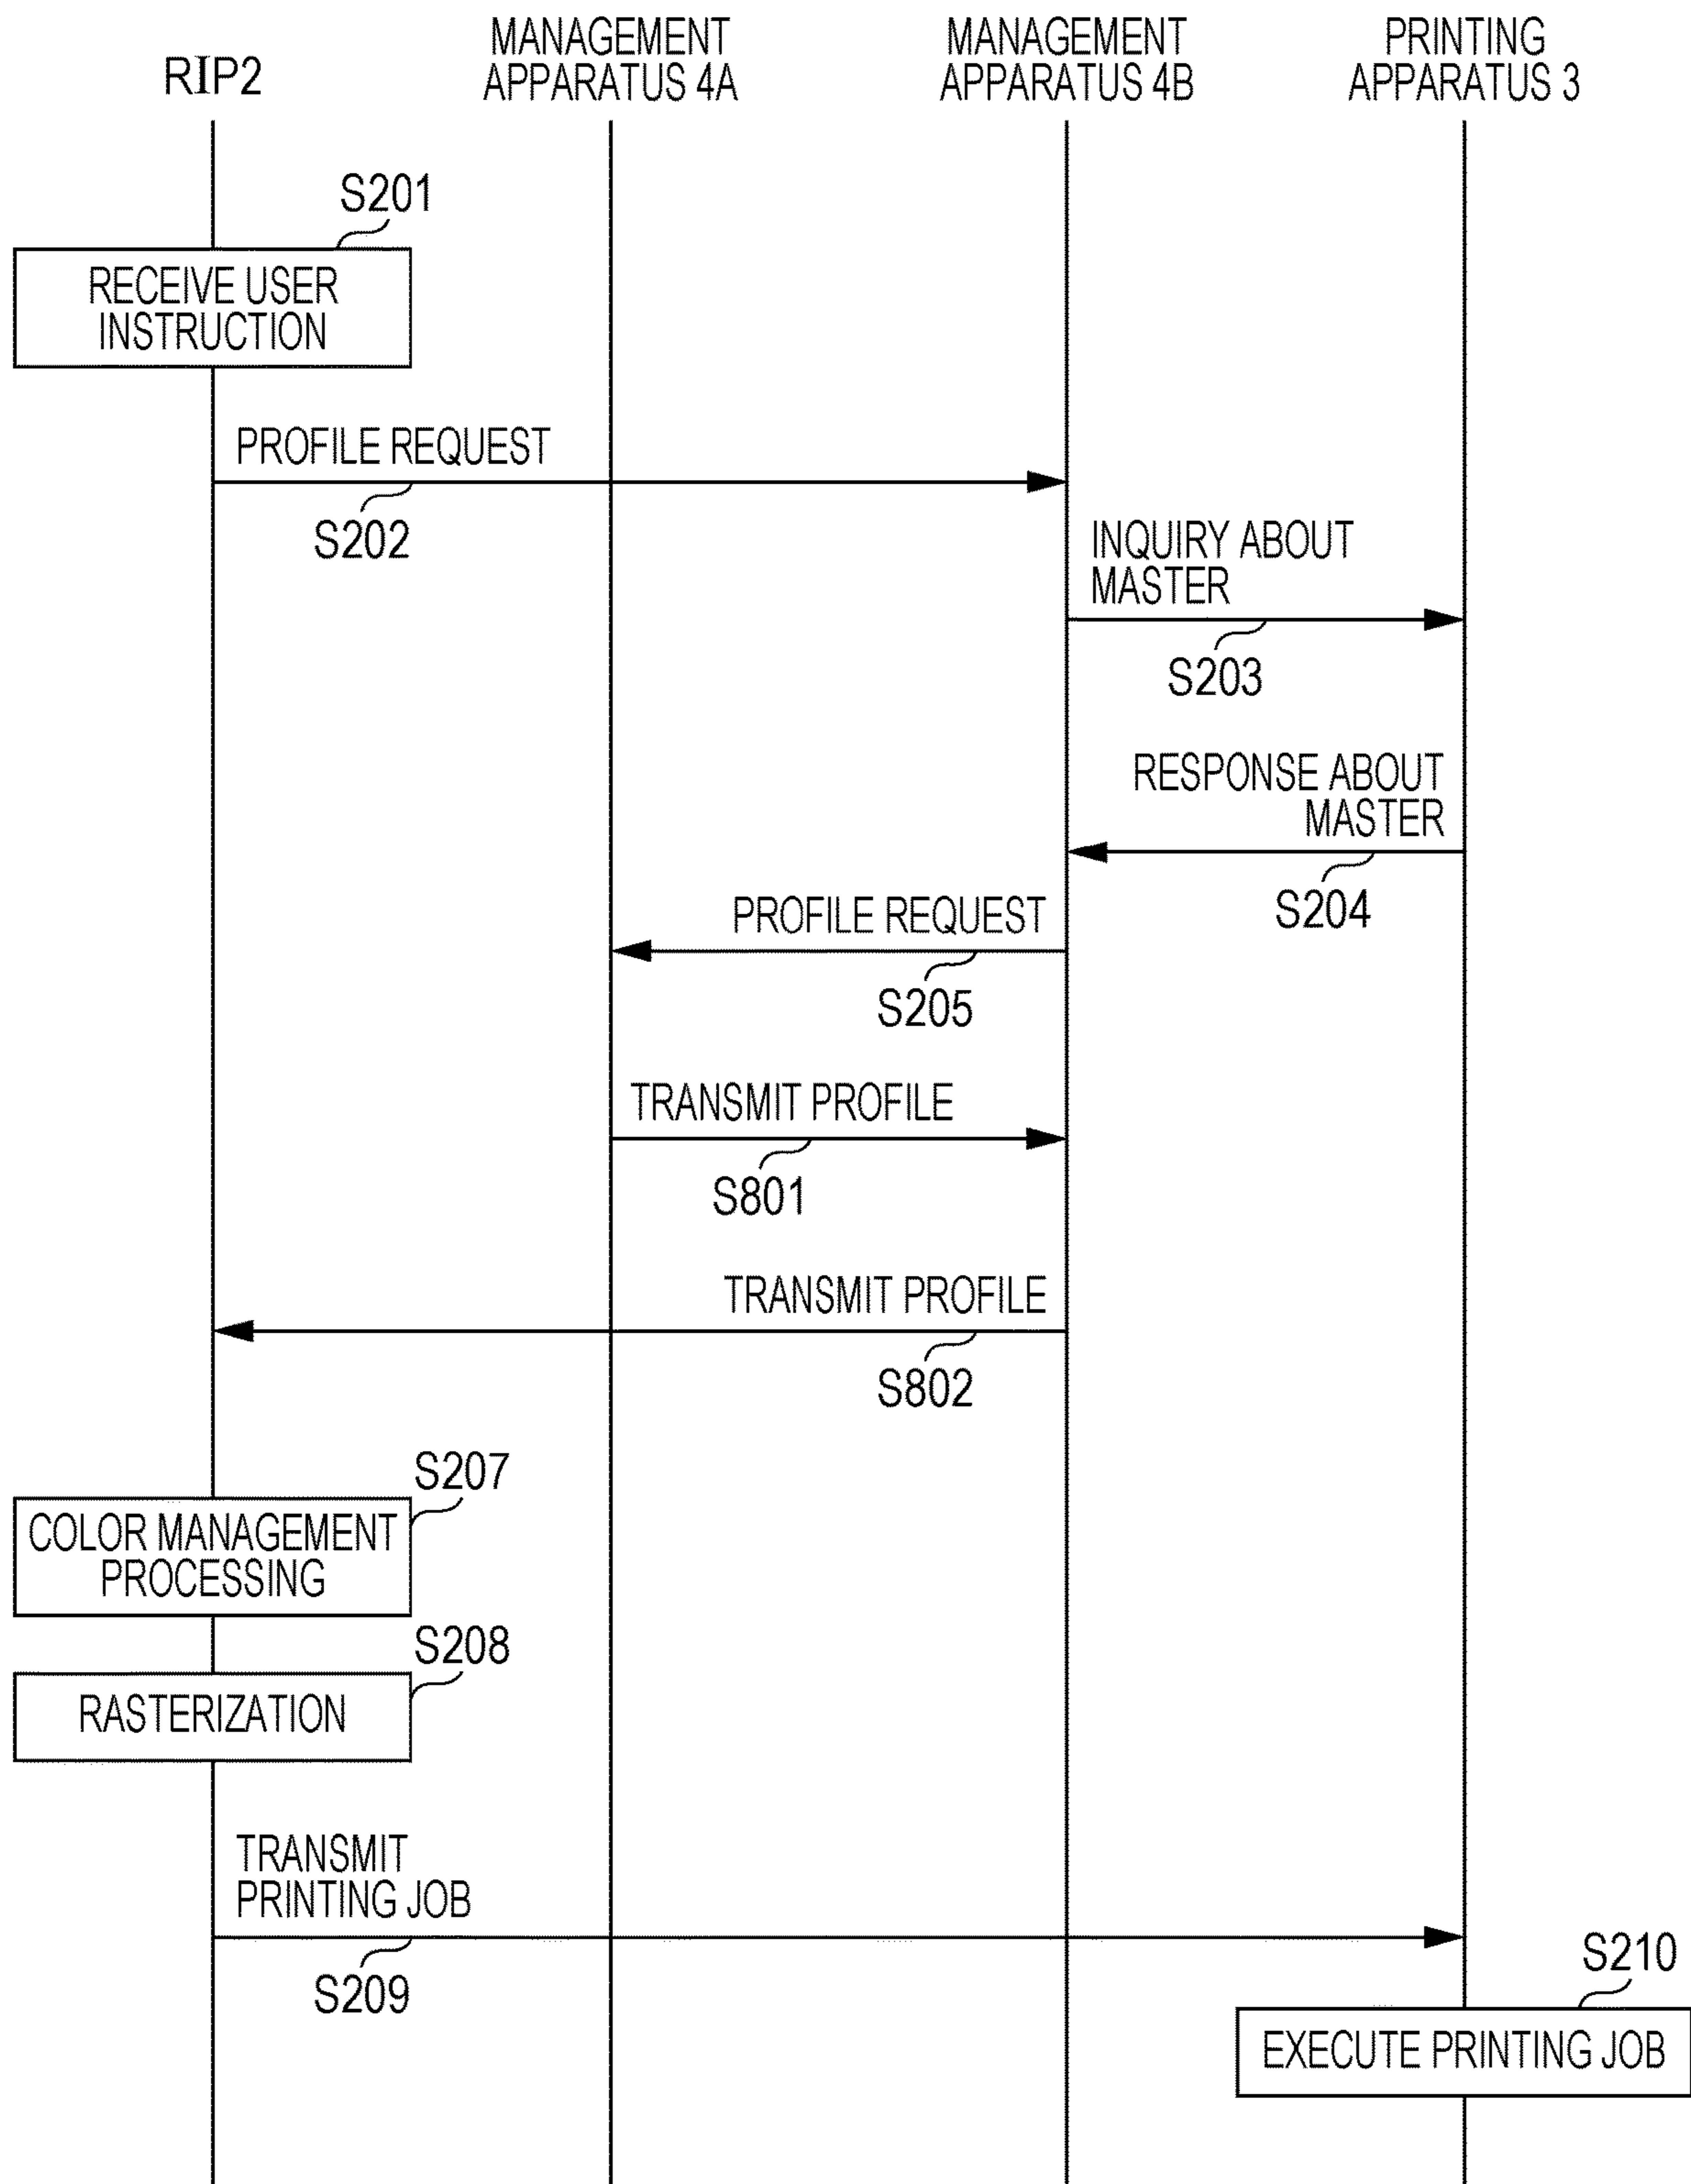 RIP2
MANAGEMENT
APPARATUS 4A
MANAGEMENT
APPARATUS 4B
PRINTING
APPARATUS 3
S201
RECEIVE USER
INSTRUCTION
PROFILE REQUEST
S202
INQUIRY ABOUT
MASTER
S203
RESPONSE ABOUT
MASTER
S204
PROFILE REQUEST
S205
TRANSMIT PROFILE
S801
TRANSMIT PROFILE
S802
S207
COLOR MANAGEMENT
PROCESSING
S208
RASTERIZATION
TRANSMIT
PRINTING JOB
S209
S210
EXECUTE PRINTING JOB